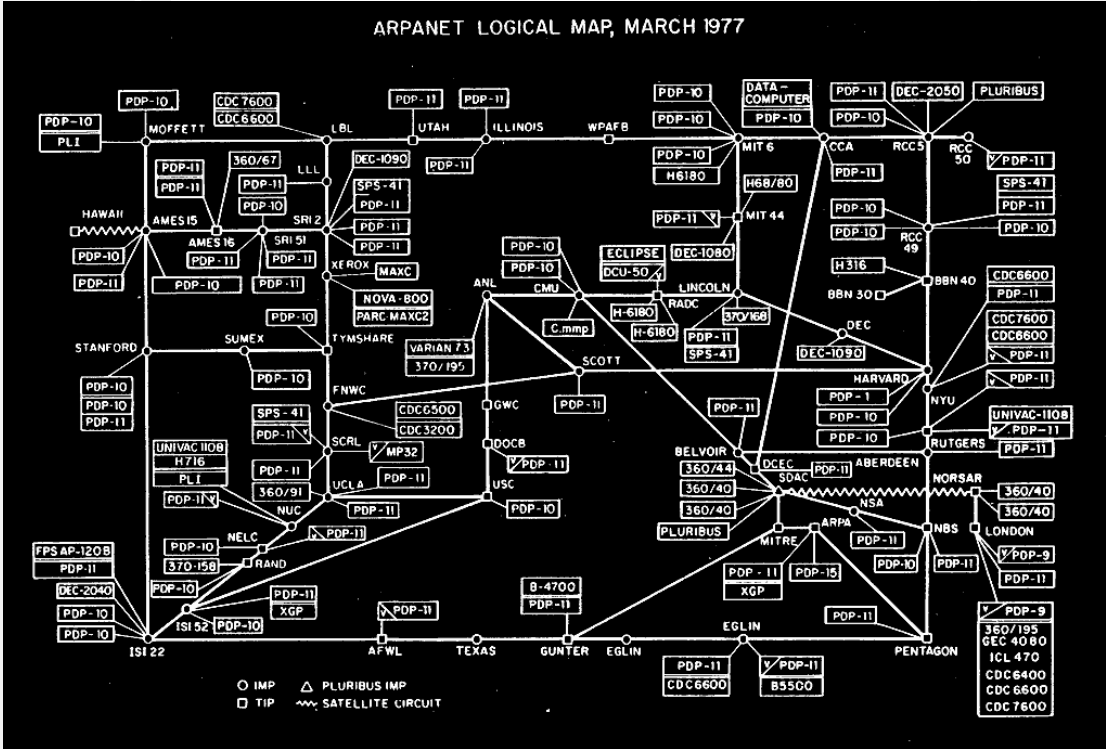 ARPANET LOGICAL MAP, MARCH 1977
PDP-10
PDP-10
PLI
MOFFETT
CDC7600
CDC6600
LBL
PDP-11
UTAH
PDP-11
ILLINOIS
PDP-11
WPAFB
PDP-10
PDP-10
PDP-10
H6180
MIT 6
DATA-
COMPUTER
PDP-10
CCA
PDP-11
PDP-11
PDP-10
DEC-2050
PLURIBUS
RCC 5
RCC
50
PDP-11
LLL
PDP-11
PDP-11
360/67
PDP-11
PDP-10
DEC-1090
SPS-41
PDP-11
PDP-11
PDP-11
SRI 2
HAWAII
AMES 15
AMES 16
SRI 51
PDP-11
PDP-11
PDP-10
PDP-11
PDP-10
H68/80
PDP-11
MIT 44
DEC-1080
PDP-10
PDP-10
SPS-41
PDP-11
PDP-10
RCC
49
XEROX
MAXC
NOVA-800
PARC MAXC2
ANL
PDP-10
PDP-10
CMU
C.mmp
ECLIPSE
DCU-50
RADC
H-6180
H-6180
LINCOLN
370/168
PDP-11
SPS-41
H316
BBN 30
BBN 40
DEC
DEC-1090
CDC6600
PDP-11
CDC7600
CDC6600
PDP-11
PDP-11
STANFORD
PDP-10
PDP-10
PDP-11
SUMEX
PDP-10
PDP-10
TYMSHARE
VARIAN 73
370/195
SCOTT
PDP-11
HARVARD
PDP-1
PDP-10
PDP-10
NYU
FNWC
CDC6500
CDC3200
GWC
UNIVAC-1108
PDP-11
RUTGERS
SPS-41
PDP-11
SCRL
MP32
PDP-11
DOCB
PDP-11
PDP-11
BELVOIR
DCEC
PDP-11
ABERDEEN
PDP-11
UNIVAC 1108
H716
PLI
PDP-11
NUC
360/91
UCLA
PDP-11
PDP-11
USC
PDP-10
360/44
360/40
360/40
PLURIBUS
SDAC
NORSAR
360/40
360/40
NSA
PDP-11
NELC
PDP-10
PDP-11
370-158
RAND
PDP-10
MITRE
ARPA
PDP-11
XGP
PDP-15
NBS
PDP-10
PDP-11
LONDON
PDP-9
PDP-11
FPS AP-120B
PDP-11
DEC-2040
PDP-10
PDP-10
ISI 22
ISI 52
PDP-11
XGP
PDP-10
PDP-11
AFWL
TEXAS
B-4700
PDP-11
GUNTER
EGLIN
EGLIN
PDP-11
CDC6600
PDP-11
B5500
PDP-11
PENTAGON
PDP-9
360/195
GEC 4080
ICL 470
CDC6400
CDC6600
CDC7600
IMP
PLURIBUS IMP
TIP
SATELLITE CIRCUIT